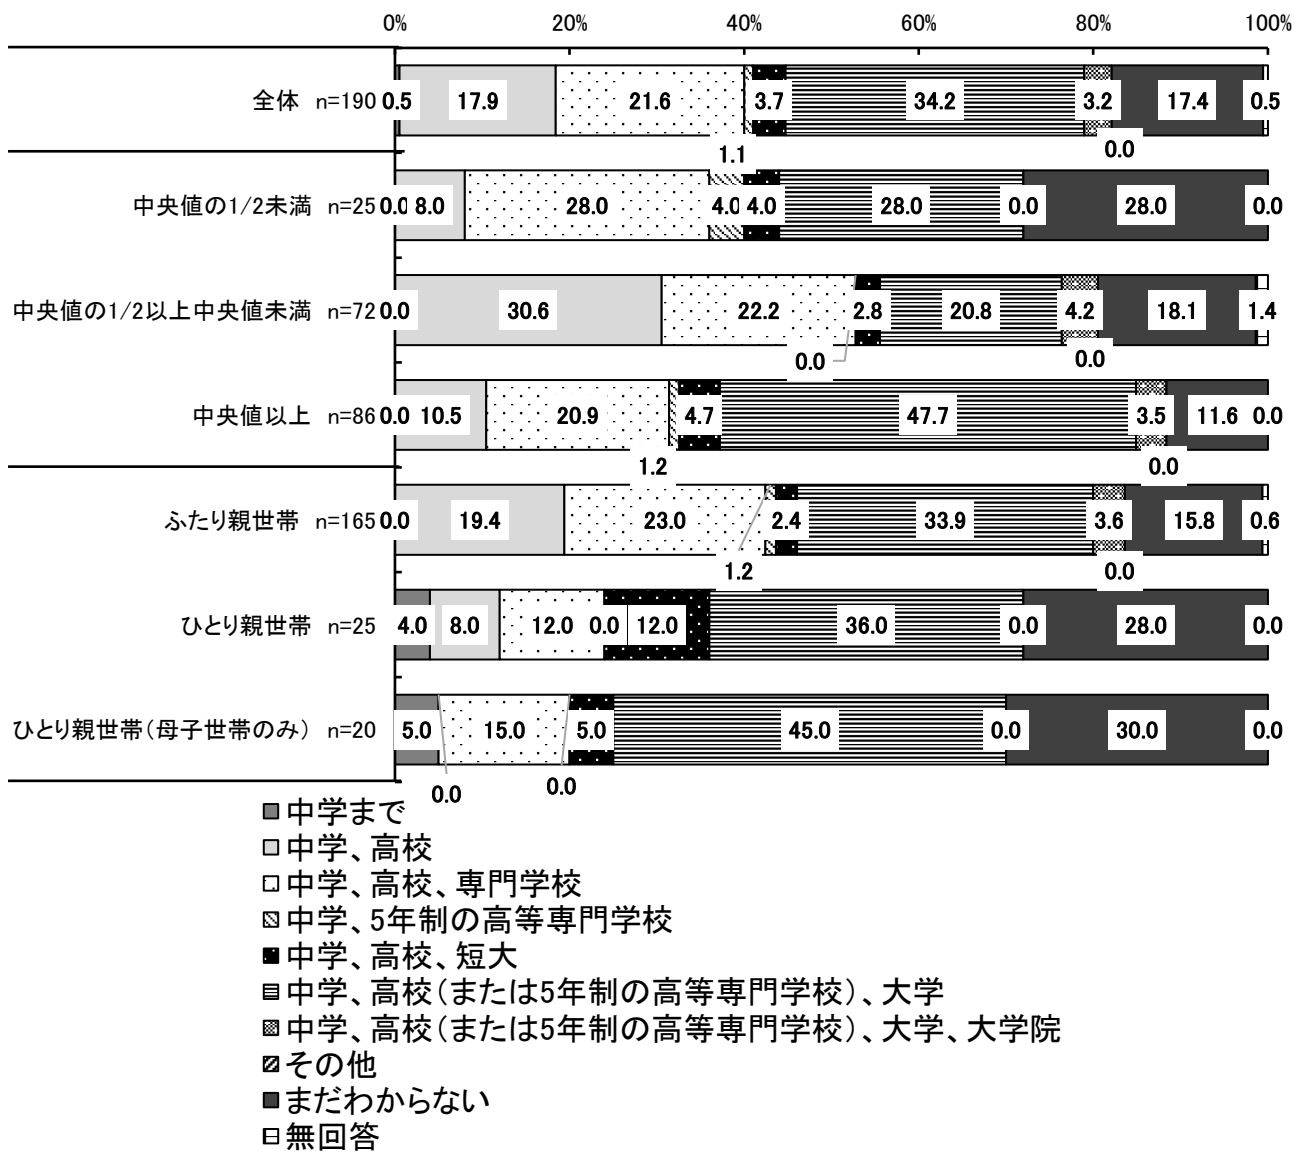 0% 20% 40% 60% 80% 100%
全体 n=190 0.5 17.9 21.6 3.7 34.2 3.2 17.4 0.5
1.1 0.0
中央値の1/2未満 n=25 0.0 8.0 28.0 4.0 4.0 28.0 0.0 28.0 0.0
中央値の1/2以上中央値未満 n=72 0.0 30.6 22.2 2.8 20.8 4.2 18.1 1.4
0.0 0.0
中央値以上 n=86 0.0 10.5 20.9 4.7 47.7 3.5 11.6 0.0
1.2 0.0
ふたり親世帯 n=165 0.0 19.4 23.0 2.4 33.9 3.6 15.8 0.6
1.2 0.0
ひとり親世帯 n=25 4.0 8.0 12.0 0.0 12.0 36.0 0.0 28.0 0.0
ひとり親世帯(母子世帯のみ) n=20 5.0 15.0 5.0 45.0 0.0 30.0 0.0
0.0 0.0
中学まで
中学、高校
中学、高校、専門学校
中学、5年制の高等専門学校
中学、高校、短大
中学、高校(または5年制の高等専門学校)、大学
中学、高校(または5年制の高等専門学校)、大学、大学院
その他
まだわからない
無回答